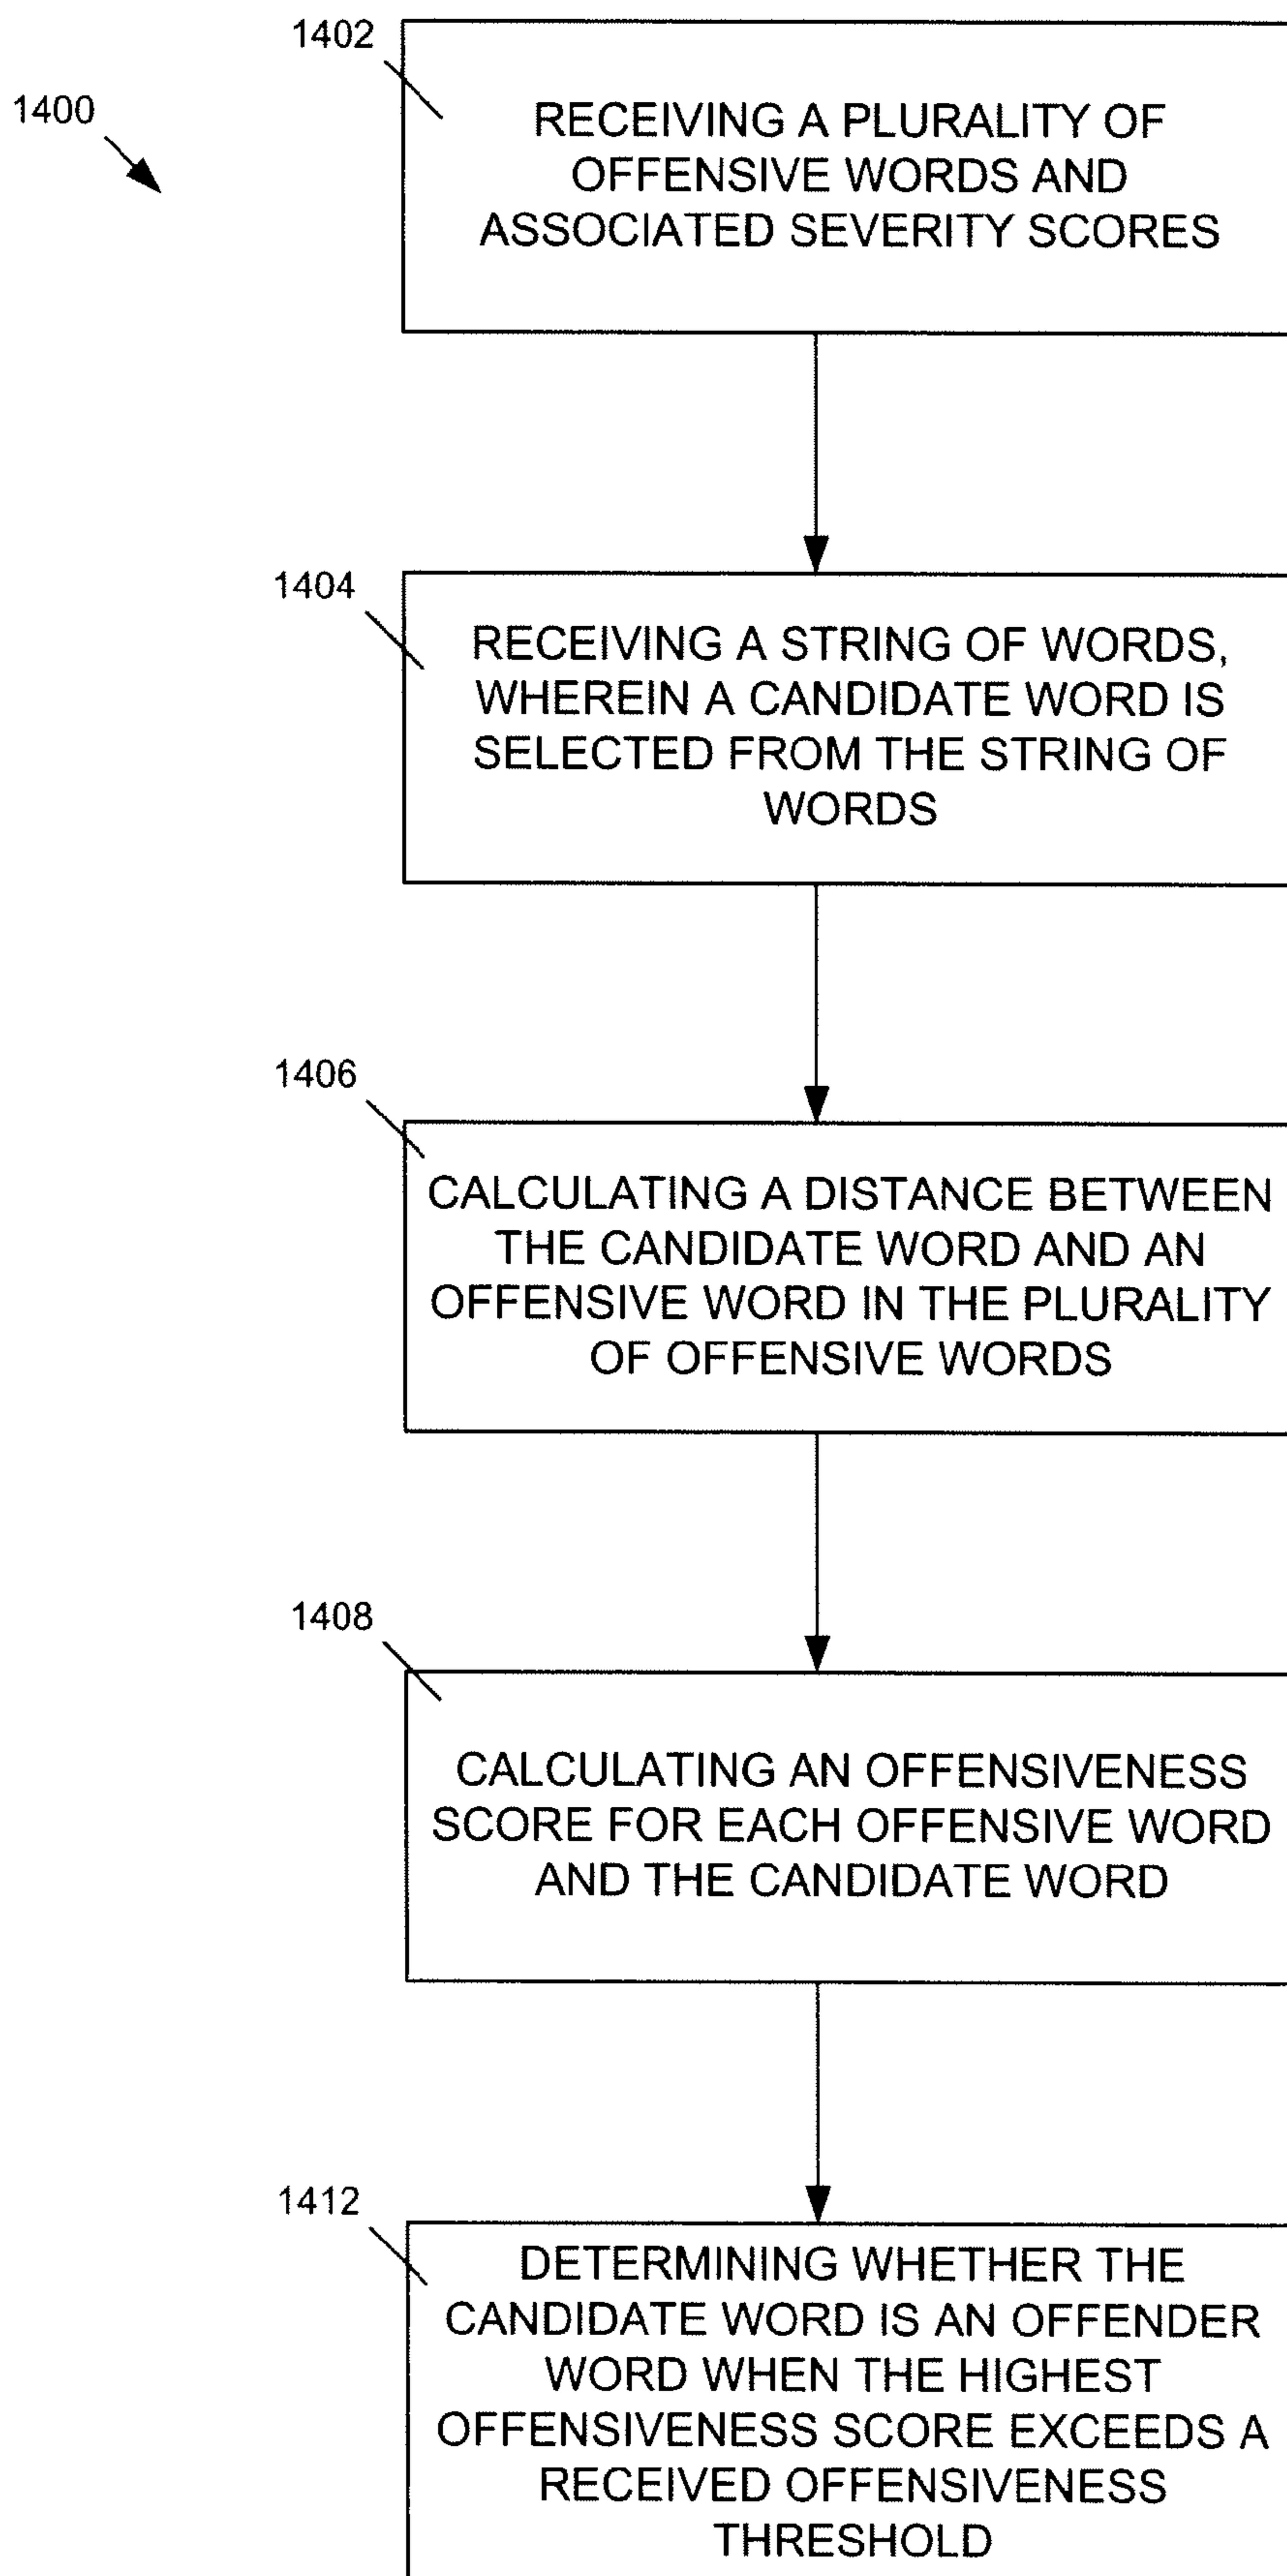 1400
1402
RECEIVING A PLURALITY OF
OFFENSIVE WORDS AND
ASSOCIATED SEVERITY SCORES
1404
RECEIVING A STRING OF WORDS,
WHEREIN A CANDIDATE WORD IS
SELECTED FROM THE STRING OF
WORDS
1406
CALCULATING A DISTANCE BETWEEN
THE CANDIDATE WORD AND AN
OFFENSIVE WORD IN THE PLURALITY
OF OFFENSIVE WORDS
1408
CALCULATING AN OFFENSIVENESS
SCORE FOR EACH OFFENSIVE WORD
AND THE CANDIDATE WORD
1412
DETERMINING WHETHER THE
CANDIDATE WORD IS AN OFFENDER
WORD WHEN THE HIGHEST
OFFENSIVENESS SCORE EXCEEDS A
RECEIVED OFFENSIVENESS
THRESHOLD